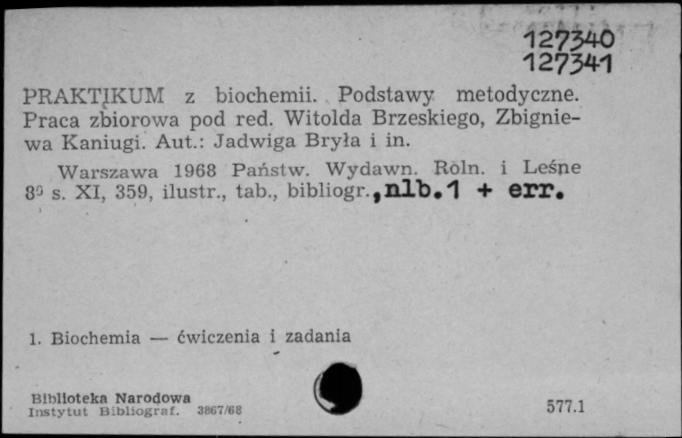 127340
127341
PRAKTIKUM z biochemii. Podstawy metodyczne.
Praca zbiorowa pod red. Witolda Brzeskiego, Zbignie-
wa Kaniugi. Aut.: Jadwiga Bryła i in.
Warszawa 1968 Państw. Wydawn. Roln. i Leśne
8⁰ s. XI, 359, ilustr., tab., bibliogr., nlb.1 + err.
1. Biochemia — ćwiczenia i zadania
Biblioteka Narodowa
Instytut Bibliograf. 3867/68
577.1